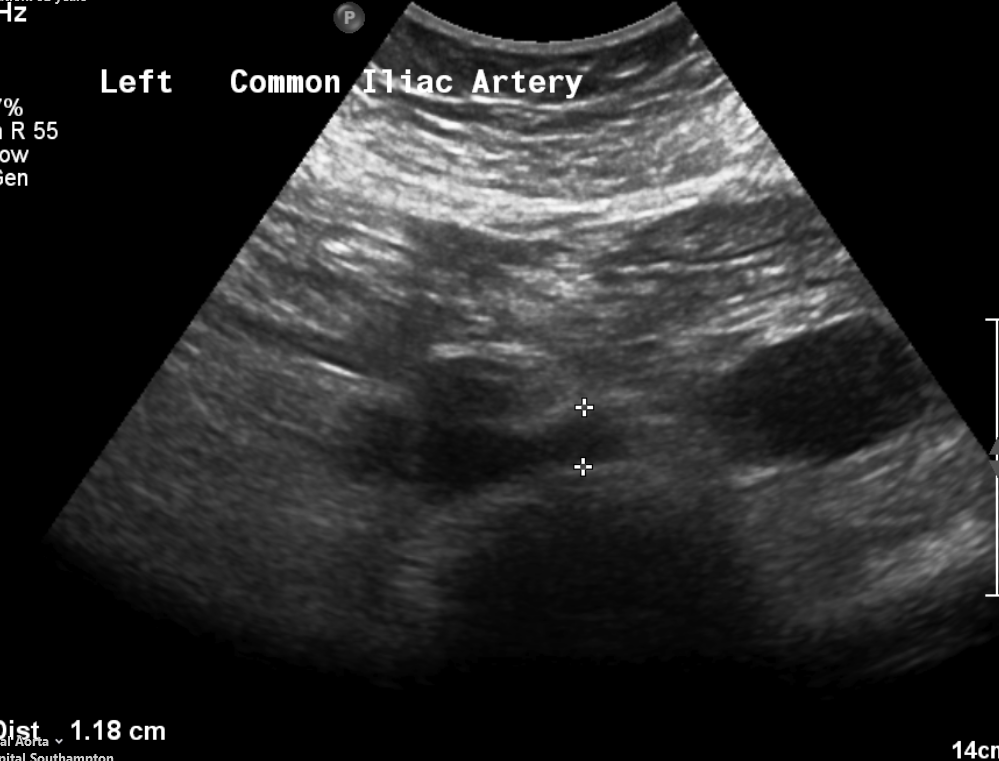 Hz
P
Left Common Iliac Artery
%
R 55
ow
Gen
Dist 1.18 cm
al Aorta
pital Southampton
14cm